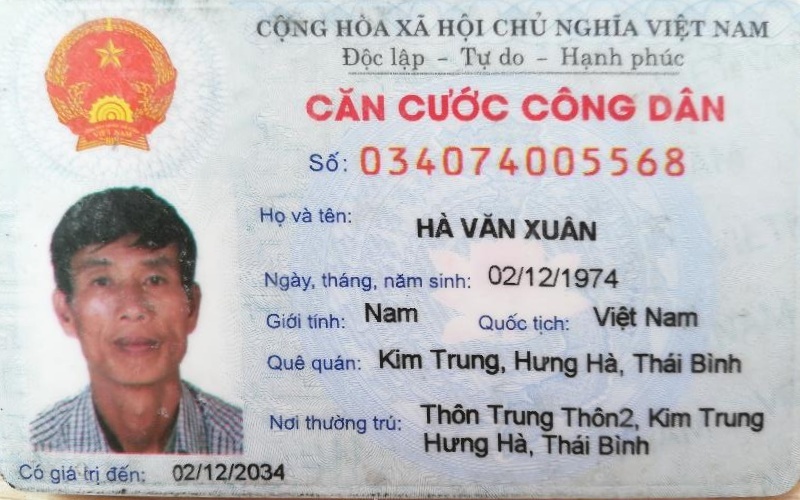 CỘNG HÒA XÃ HỘI CHỦ NGHĨA VIỆT NAM
Độc lập - Tự do - Hạnh phúc
CĂN CƯỚC CÔNG DÂN
Số: 034074005568
Họ và tên: HÀ VĂN XUÂN
Ngày, tháng, năm sinh: 02/12/1974
Giới tính: Nam Quốc tịch: Việt Nam
Quê quán: Kim Trung, Hưng Hà, Thái Bình
Nơi thường trú: Thôn Trung Thôn2, Kim Trung
Hưng Hà, Thái Bình
Có giá trị đến: 02/12/2034